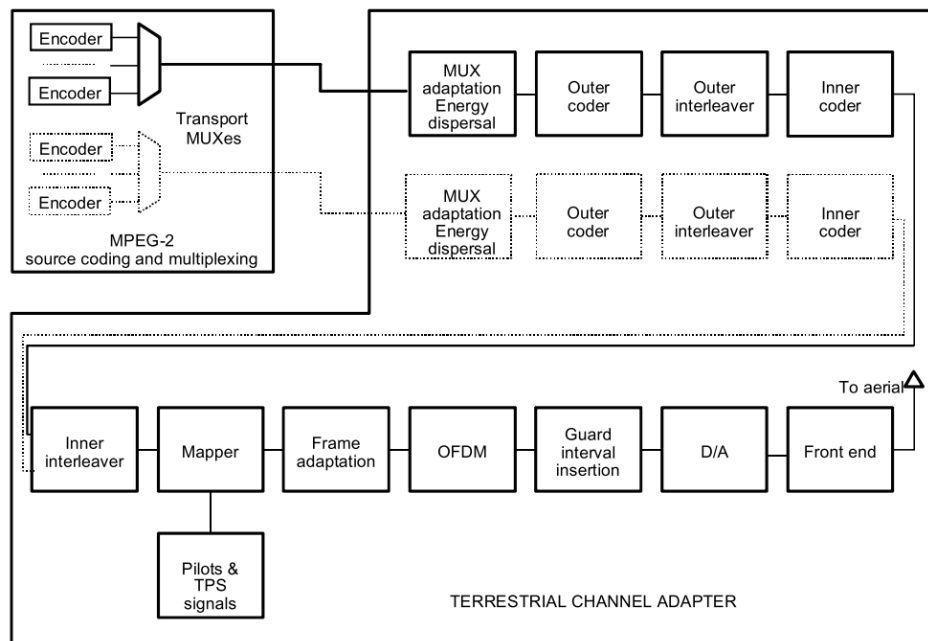 Encoder
Encoder
Transport
MUXes
Encoder
Encoder
MPEG-2
source coding and multiplexing
MUX
adaptation
Energy
dispersal
Outer
coder
Outer
interleaver
Inner
coder
MUX
adaptation
Energy
dispersal
Outer
coder
Outer
interleaver
Inner
coder
To aerial
Inner
interleaver
Mapper
Frame
adaptation
OFDM
Guard
interval
insertion
D/A
Front end
Pilots &
TPS
signals
TERRESTRIAL CHANNEL ADAPTER